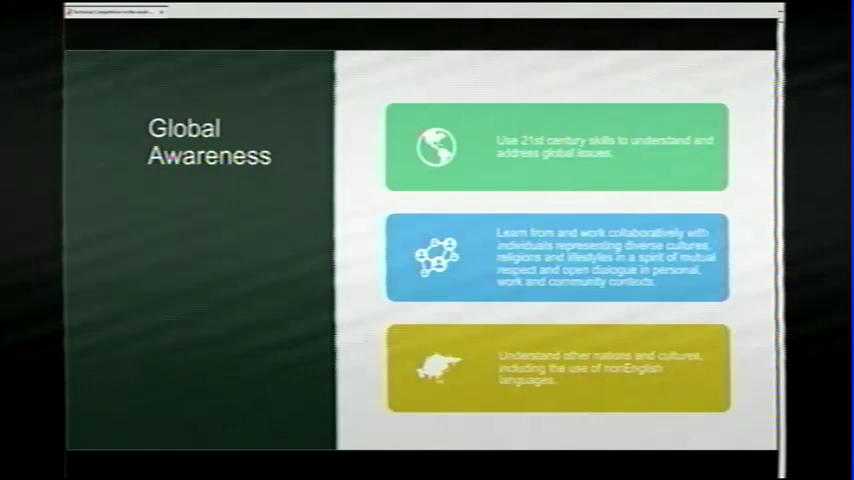 Global
Awareness
Use 21st century skills to understand and
address global issues.
Learn from and work collaboratively with
individuals representing diverse cultures,
religions and lifestyles in a spirit of mutual
respect and open dialogue in personal,
work and community contexts.
Understand other nations and cultures,
including the use of nonEnglish
languages.